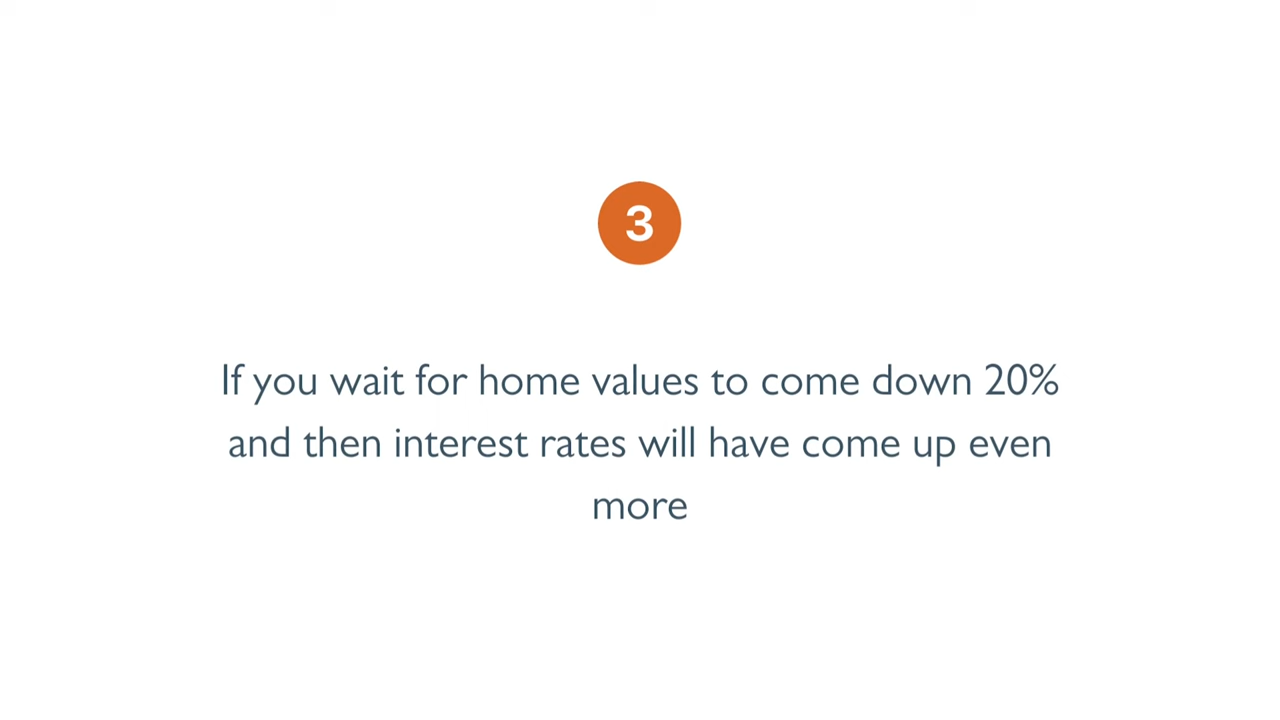 3
If you wait for home values to come down 20%
and then interest rates will have come up even
more